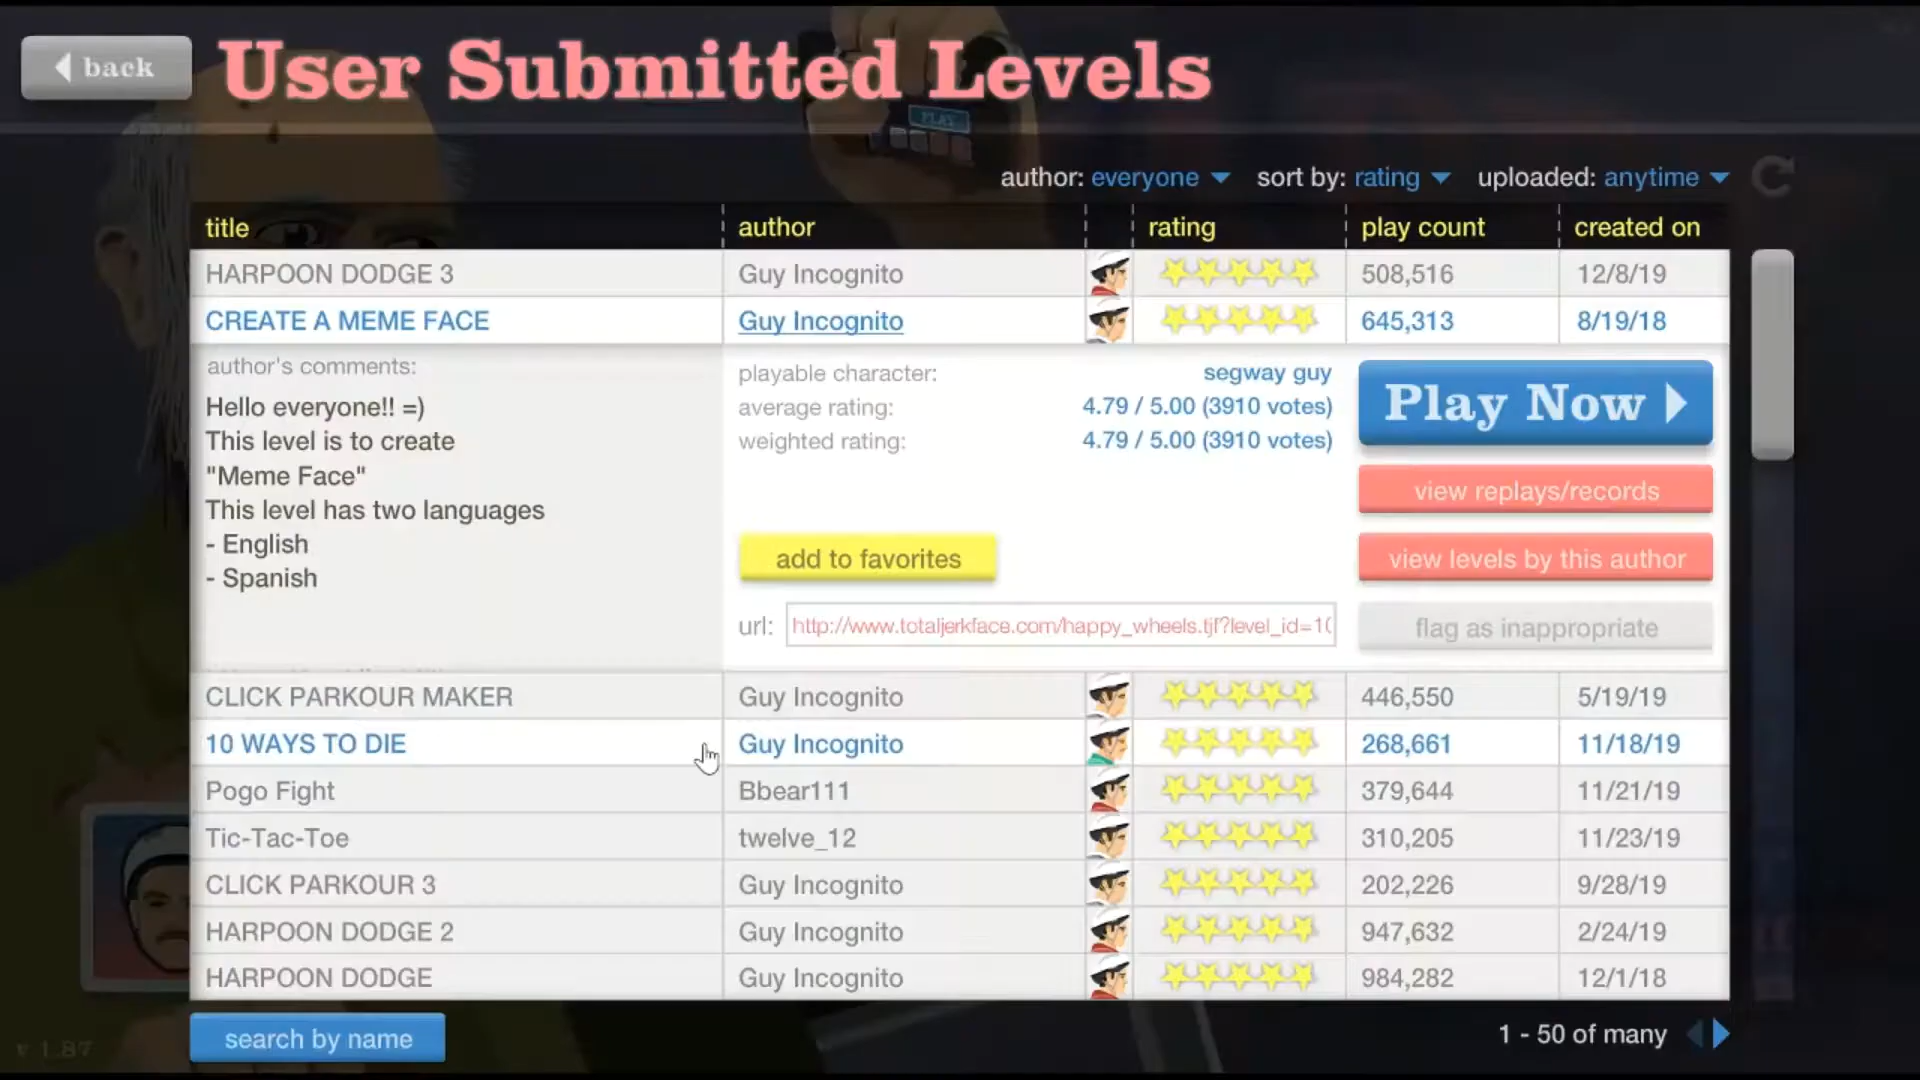 back
User Submitted Levels
PLAY
author: everyone sort by: rating uploaded: anytime
title author rating play count created on
HARPOON DODGE 3 Guy Incognito 508,516 12/8/19
CREATE A MEME FACE Guy Incognito 645,313 8/19/18
author's comments:
Hello everyone!! =)
This level is to create
"Meme Face"
This level has two languages
- English
- Spanish
playable character: segway guy
average rating: 4.79 / 5.00 (3910 votes)
weighted rating: 4.79 / 5.00 (3910 votes)
add to favorites
url: http://www.totaljerkface.com/happy_wheels.tjf?level_id=1
Play Now
view replays/records
view levels by this author
flag as inappropriate
CLICK PARKOUR MAKER Guy Incognito 446,550 5/19/19
10 WAYS TO DIE Guy Incognito 268,661 11/18/19
Pogo Fight Bbear111 379,644 11/21/19
Tic-Tac-Toe twelve_12 310,205 11/23/19
CLICK PARKOUR 3 Guy Incognito 202,226 9/28/19
HARPOON DODGE 2 Guy Incognito 947,632 2/24/19
HARPOON DODGE Guy Incognito 984,282 12/1/18
search by name
1 - 50 of many
v 1.87